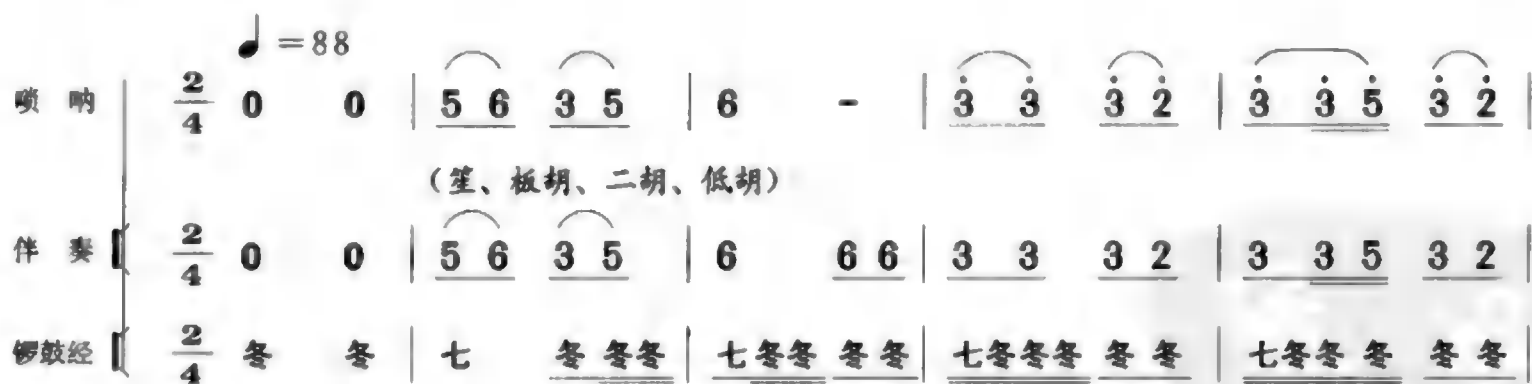 ♩=88
唢 呐 2/4 0 0 | 5 6 3 5 | 6 - | 3̇ 3̇ 3̇ 2̇ | 3̇ 3̇ 5̇ 3̇ 2̇ |
(笙、板胡、二胡、低胡)
伴 奏 2/4 0 0 | 5 6 3 5 | 6 6 6 | 3 3 3 2 | 3 3 5 3 2 |
锣鼓经 2/4 冬 冬 | 七 冬 冬冬 | 七冬冬 冬 冬 | 七冬冬冬 冬 冬 | 七冬冬 冬 冬 冬 |